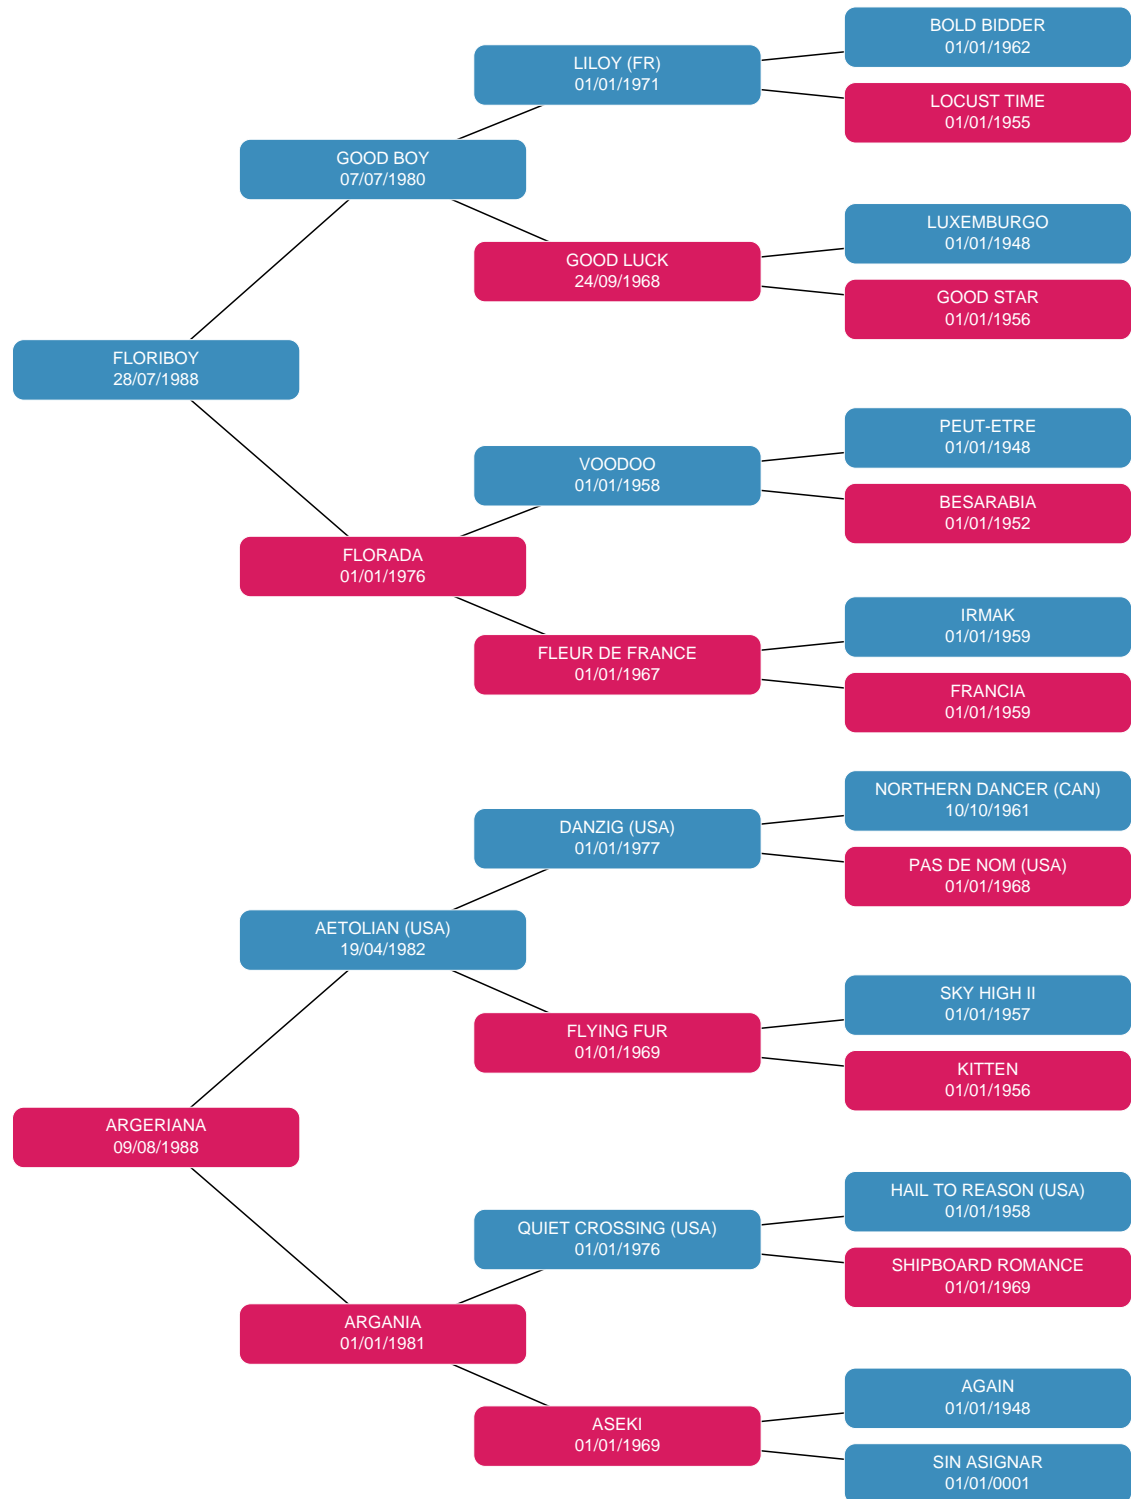 BOLD BIDDER
01/01/1962
LILOY (FR)
01/01/1971
LOCUST TIME
01/01/1955
GOOD BOY
07/07/1980
LUXEMBURGO
01/01/1948
GOOD LUCK
24/09/1968
GOOD STAR
01/01/1956
FLORIBOY
28/07/1988
PEUT-ETRE
01/01/1948
VOODOO
01/01/1958
BESARABIA
01/01/1952
FLORADA
01/01/1976
IRMAK
01/01/1959
FLEUR DE FRANCE
01/01/1967
FRANCIA
01/01/1959
NORTHERN DANCER (CAN)
10/10/1961
DANZIG (USA)
01/01/1977
PAS DE NOM (USA)
01/01/1968
AETOLIAN (USA)
19/04/1982
SKY HIGH II
01/01/1957
FLYING FUR
01/01/1969
KITTEN
01/01/1956
ARGERIANA
09/08/1988
HAIL TO REASON (USA)
01/01/1958
QUIET CROSSING (USA)
01/01/1976
SHIPBOARD ROMANCE
01/01/1969
ARGANIA
01/01/1981
AGAIN
01/01/1948
ASEKI
01/01/1969
SIN ASIGNAR
01/01/0001